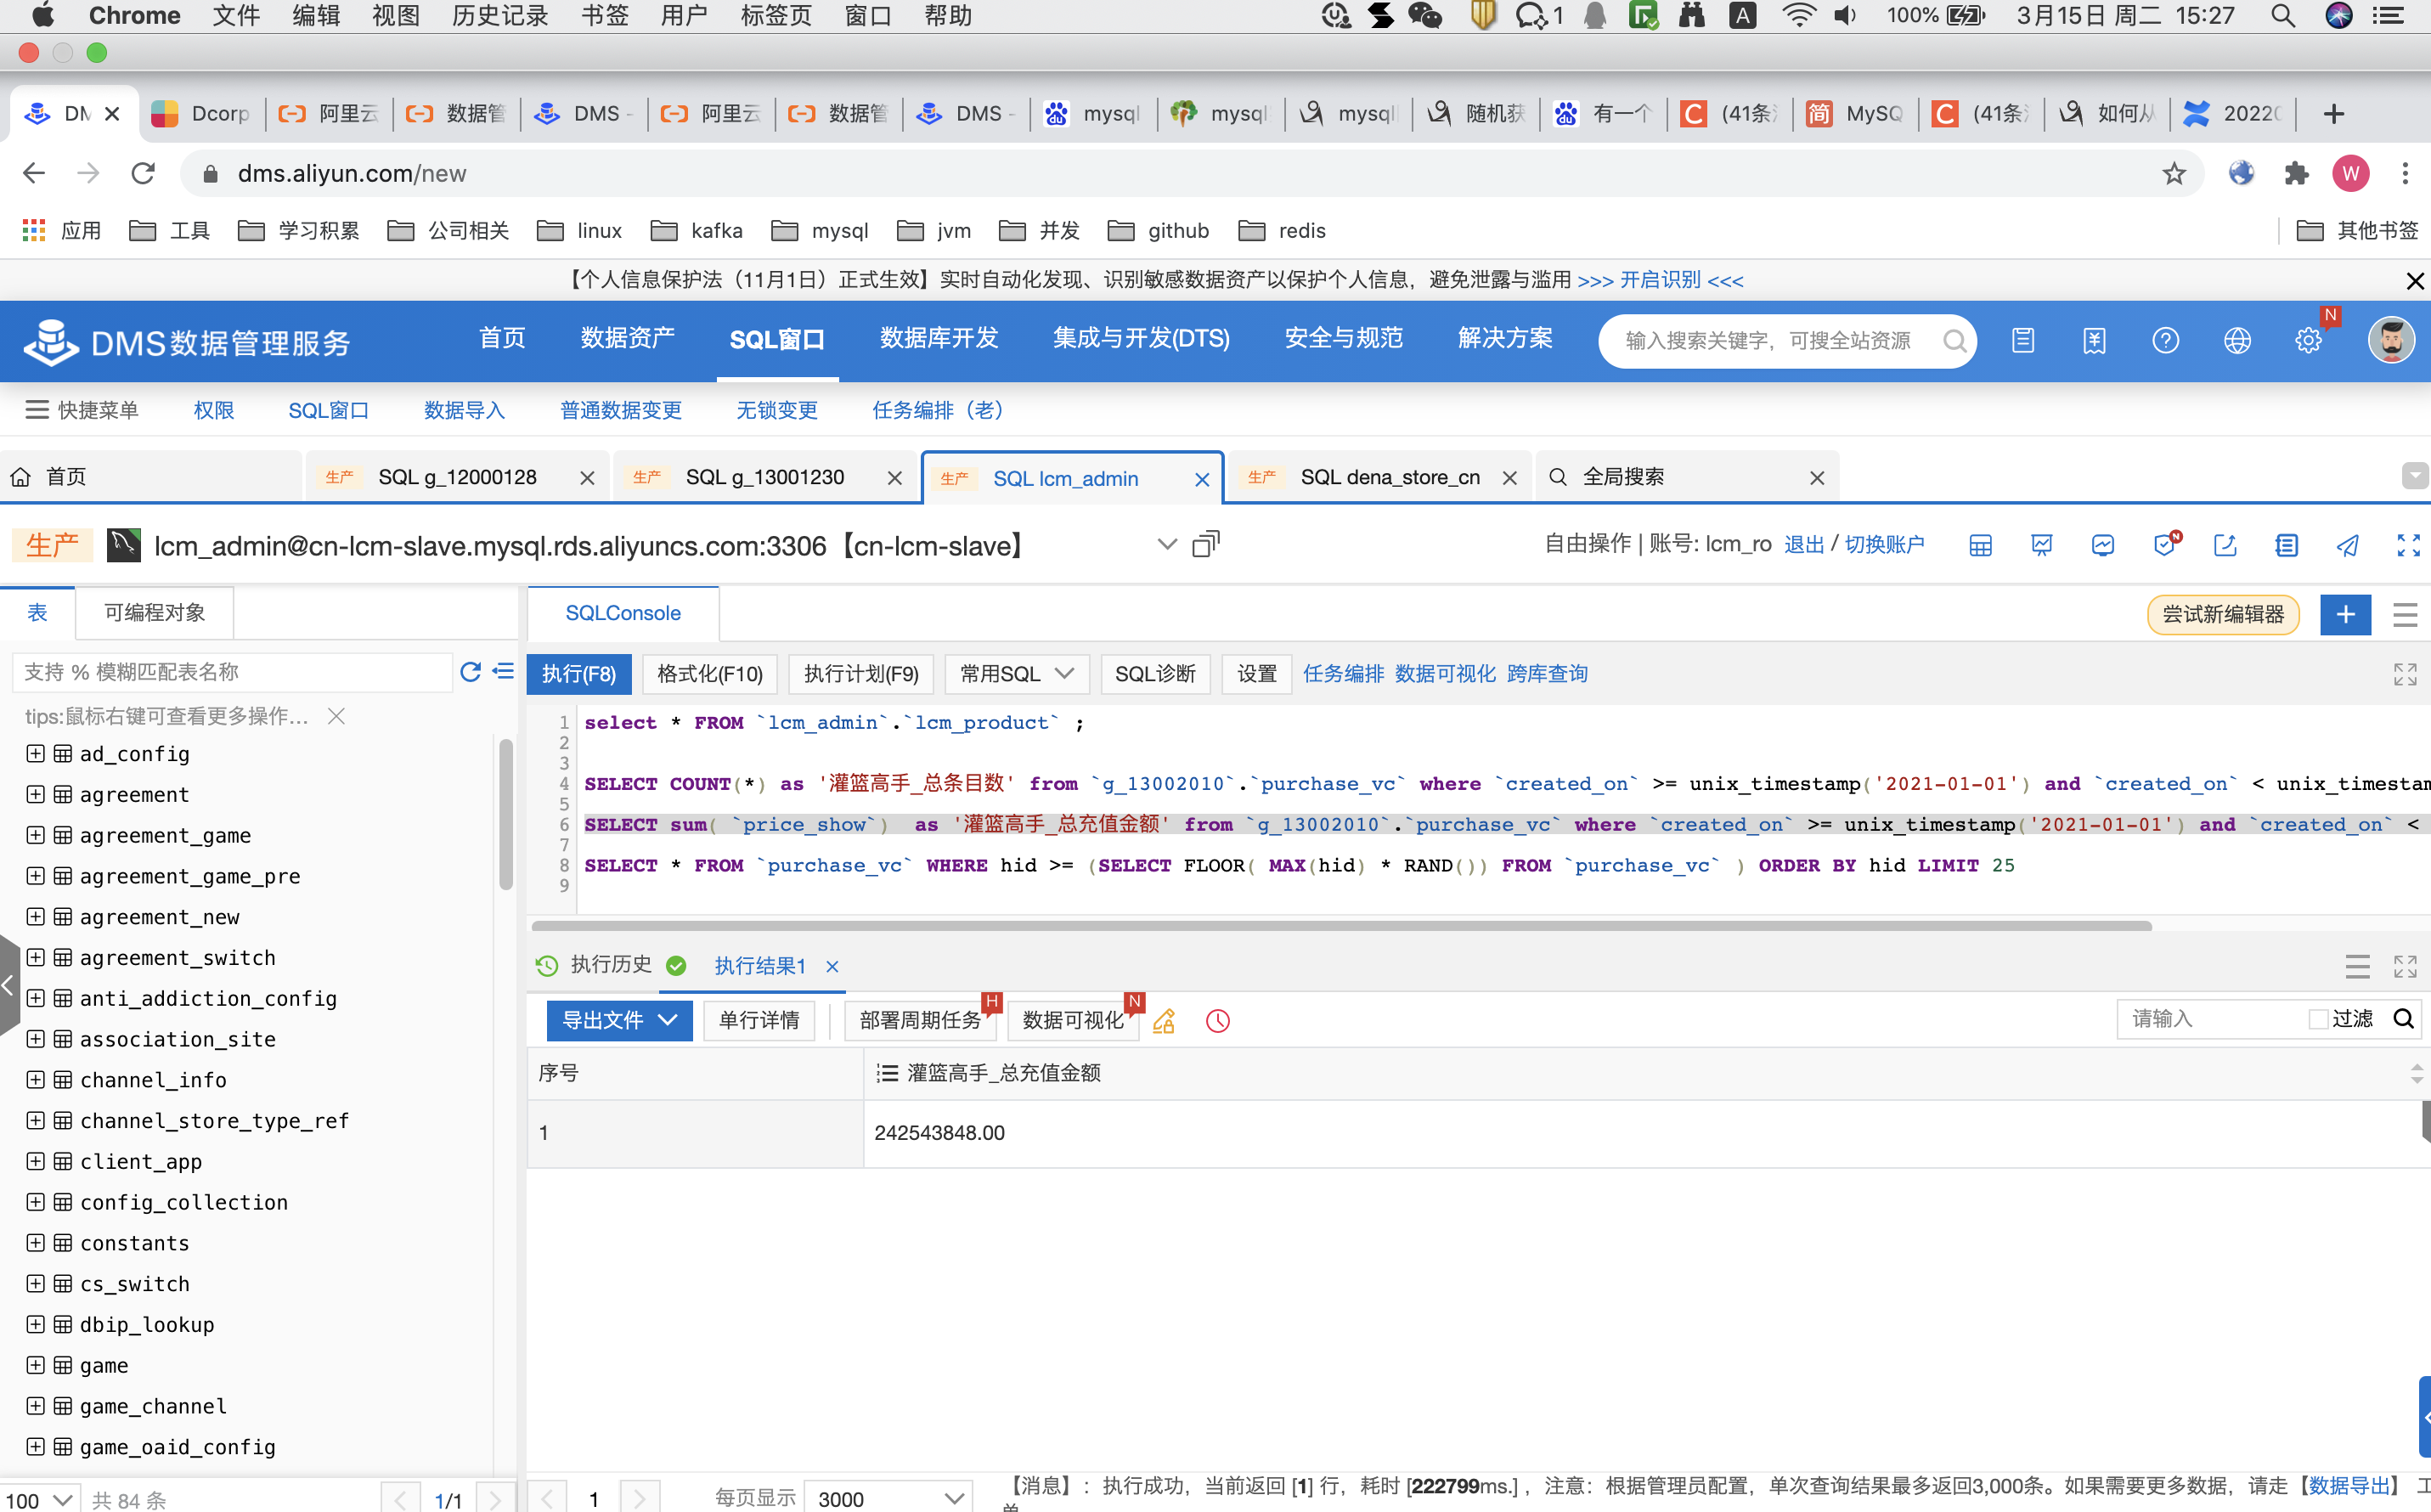 Chrome 文件 编辑 视图 历史记录 书签 用户 标签页 窗口 帮助 1 A 100% 3月15日 周二 15:27
DM Dcorp 阿里云 数据管 DMS - 阿里云 数据管 DMS - mysql mysql mysql 随机获 有一个 C (41条 简 MySQ C (41条 如何从 2022
dms.aliyun.com/new W
应用 工具 学习积累 公司相关 linux kafka mysql jvm 并发 github redis 其他书签
【个人信息保护法（11月1日）正式生效】实时自动化发现、识别敏感数据资产以保护个人信息，避免泄露与滥用 >>> 开启识别 <<<
DMS数据管理服务 首页 数据资产 SQL窗口 数据库开发 集成与开发(DTS) 安全与规范 解决方案 输入搜索关键字，可搜全站资源 N
快捷菜单 权限 SQL窗口 数据导入 普通数据变更 无锁变更 任务编排（老）
首页 生产 SQL g_12000128 生产 SQL g_13001230 生产 SQL lcm_admin 生产 SQL dena_store_cn 全局搜索
生产 lcm_admin@cn-lcm-slave.mysql.rds.aliyuncs.com:3306【cn-lcm-slave】 自由操作 | 账号: lcm_ro 退出 / 切换账户 N
表 可编程对象 SQLConsole 尝试新编辑器
支持 % 模糊匹配表名称
tips:鼠标右键可查看更多操作...
ad_config
agreement
agreement_game
agreement_game_pre
agreement_new
agreement_switch
anti_addiction_config
association_site
channel_info
channel_store_type_ref
client_app
config_collection
constants
cs_switch
dbip_lookup
game
game_channel
game_oaid_config
100 共 84 条 1/1
执行(F8) 格式化(F10) 执行计划(F9) 常用SQL SQL诊断 设置 任务编排 数据可视化 跨库查询
1 select * FROM `lcm_admin`.`lcm_product` ;
2
3
4 SELECT COUNT(*) as '灌篮高手_总条目数' from `g_13002010`.`purchase_vc` where `created_on` >= unix_timestamp('2021-01-01') and `created_on` < unix_timestam
5
6 SELECT sum( `price_show`) as '灌篮高手_总充值金额' from `g_13002010`.`purchase_vc` where `created_on` >= unix_timestamp('2021-01-01') and `created_on` <
7
8 SELECT * FROM `purchase_vc` WHERE hid >= (SELECT FLOOR( MAX(hid) * RAND()) FROM `purchase_vc` ) ORDER BY hid LIMIT 25
9
执行历史 执行结果1
导出文件 单行详情 部署周期任务 H 数据可视化 N 请输入 过滤
序号 灌篮高手_总充值金额
1 242543848.00
1 每页显示 3000 【消息】：执行成功，当前返回 [1] 行，耗时 [222799ms.]，注意：根据管理员配置，单次查询结果最多返回3,000条。如果需要更多数据，请走【数据导出】